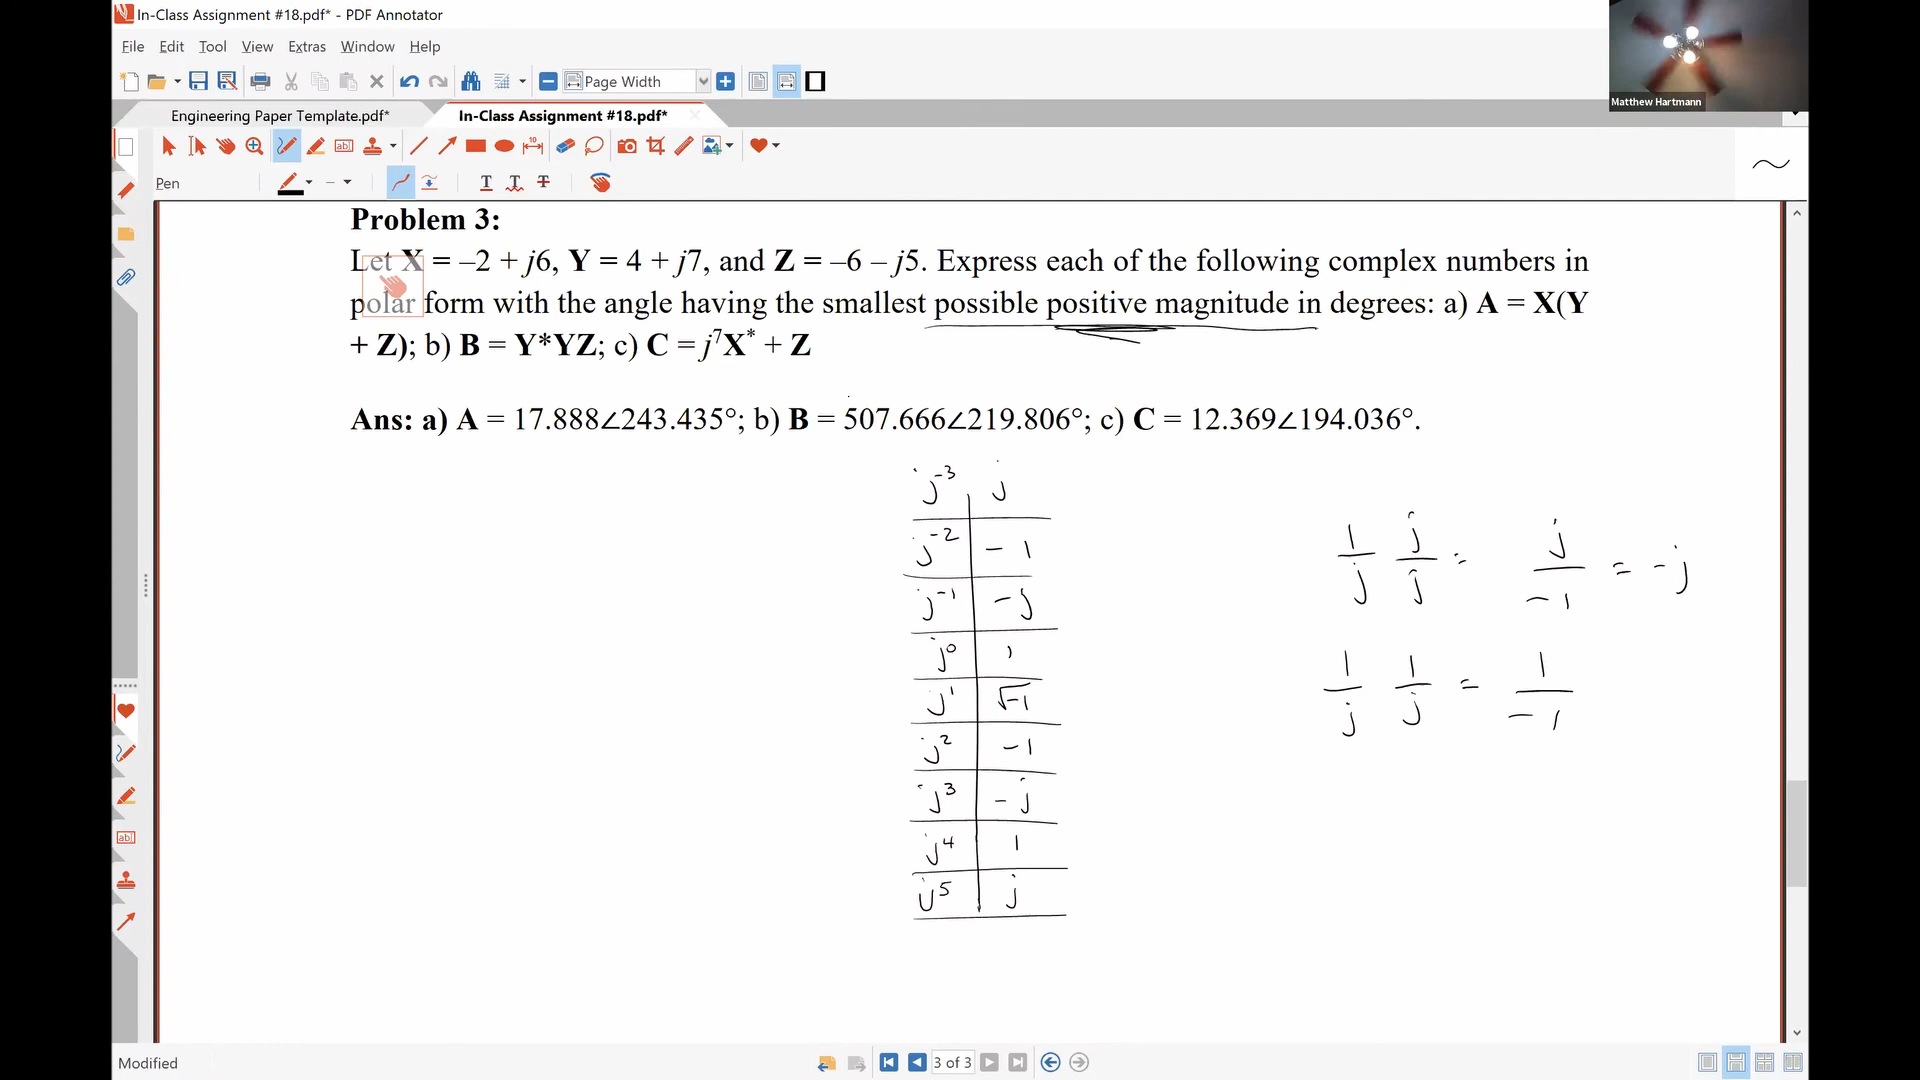 In-Class Assignment #18.pdf* - PDF Annotator
File Edit Tool View Extras Window Help
Page Width
Matthew Hartmann
Engineering Paper Template.pdf*
In-Class Assignment #18.pdf*
ab|
10
Pen
T T T
Problem 3:
Let X = –2 + j6, Y = 4 + j7, and Z = –6 – j5. Express each of the following complex numbers in
polar form with the angle having the smallest possible positive magnitude in degrees: a) A = X(Y
+ Z); b) B = Y*YZ; c) C = j⁷X* + Z
Ans: a) A = 17.888∠243.435°; b) B = 507.666∠219.806°; c) C = 12.369∠194.036°.
j⁻³ j
j⁻² -1
j⁻¹ -j
j⁰ 1
j¹ √-1
j² -1
j³ -j
j⁴ 1
j⁵ j
1/j j/j = j/-1 = -j
1/j 1/j = 1/-1
ab|
Modified
3 of 3